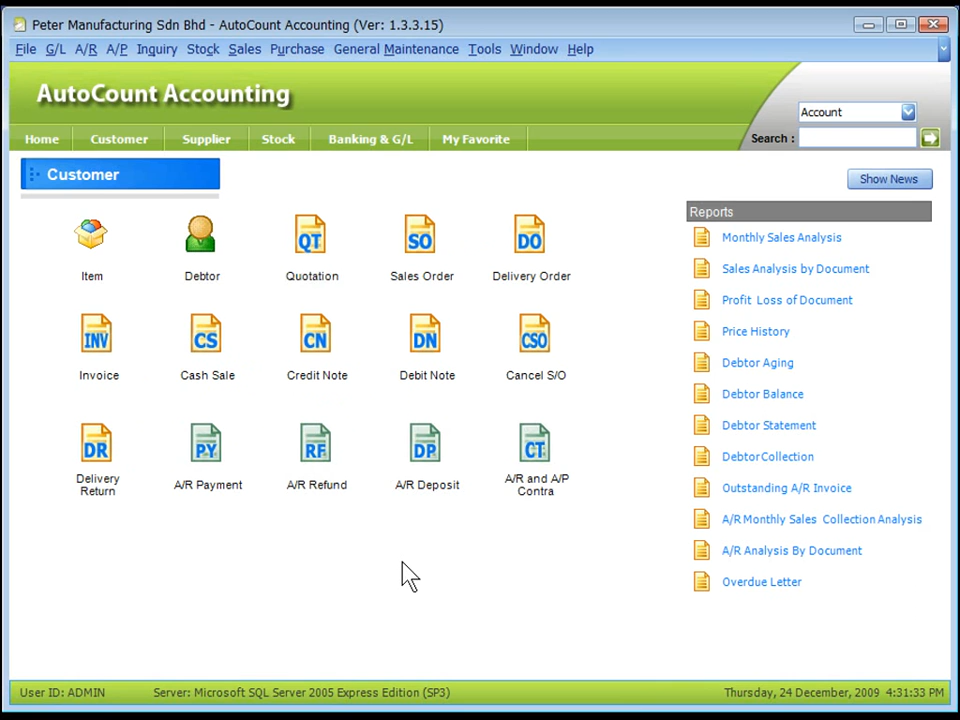 Peter Manufacturing Sdn Bhd - AutoCount Accounting (Ver: 1.3.3.15)
File G/L A/R A/P Inquiry Stock Sales Purchase General Maintenance Tools Window Help
AutoCount Accounting
Account
Home Customer Supplier Stock Banking & G/L My Favorite Search :
Customer
Show News
Reports
Monthly Sales Analysis
Sales Analysis by Document
Profit Loss of Document
Price History
Debtor Aging
Debtor Balance
Debtor Statement
Debtor Collection
Outstanding A/R Invoice
A/R Monthly Sales Collection Analysis
A/R Analysis By Document
Overdue Letter
QT SO DO
Item Debtor Quotation Sales Order Delivery Order
INV CS CN DN CSO
Invoice Cash Sale Credit Note Debit Note Cancel S/O
DR PY RF DP CT
Delivery Return A/R Payment A/R Refund A/R Deposit A/R and A/P Contra
User ID: ADMIN Server: Microsoft SQL Server 2005 Express Edition (SP3) Thursday, 24 December, 2009 4:31:33 PM